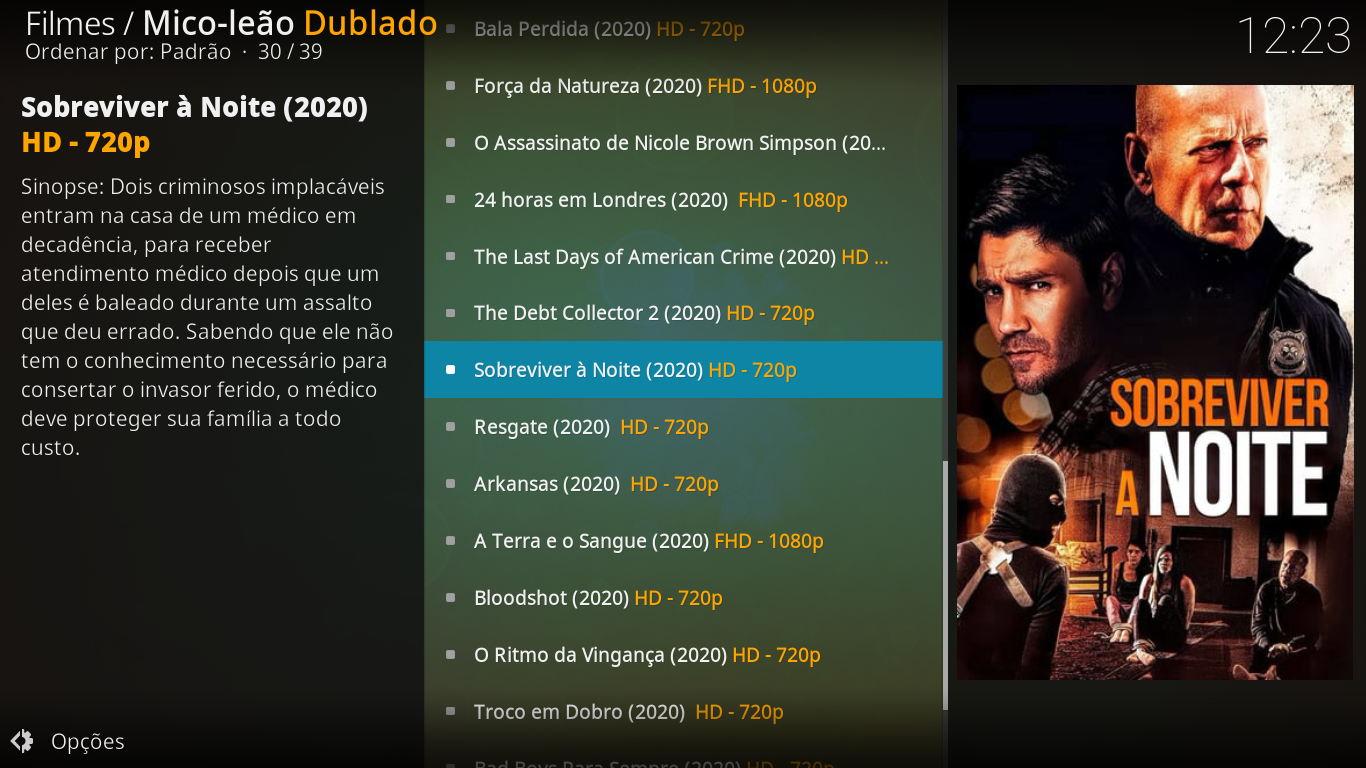 Filmes / Mico-leão Dublado
Ordenar por: Padrão · 30 / 39
12:23
Sobreviver à Noite (2020)
HD - 720p
Sinopse: Dois criminosos implacáveis
entram na casa de um médico em
decadência, para receber
atendimento médico depois que um
deles é baleado durante um assalto
que deu errado. Sabendo que ele não
tem o conhecimento necessário para
consertar o invasor ferido, o médico
deve proteger sua família a todo
custo.
Opções
Bala Perdida (2020) HD - 720p
Força da Natureza (2020) FHD - 1080p
O Assassinato de Nicole Brown Simpson (20...
24 horas em Londres (2020) FHD - 1080p
The Last Days of American Crime (2020) HD ...
The Debt Collector 2 (2020) HD - 720p
Sobreviver à Noite (2020) HD - 720p
Resgate (2020) HD - 720p
Arkansas (2020) HD - 720p
A Terra e o Sangue (2020) FHD - 1080p
Bloodshot (2020) HD - 720p
O Ritmo da Vingança (2020) HD - 720p
Troco em Dobro (2020) HD - 720p
Bad Boys Para Sempre (2020) HD - 720p
SOBREVIVER
A NOITE